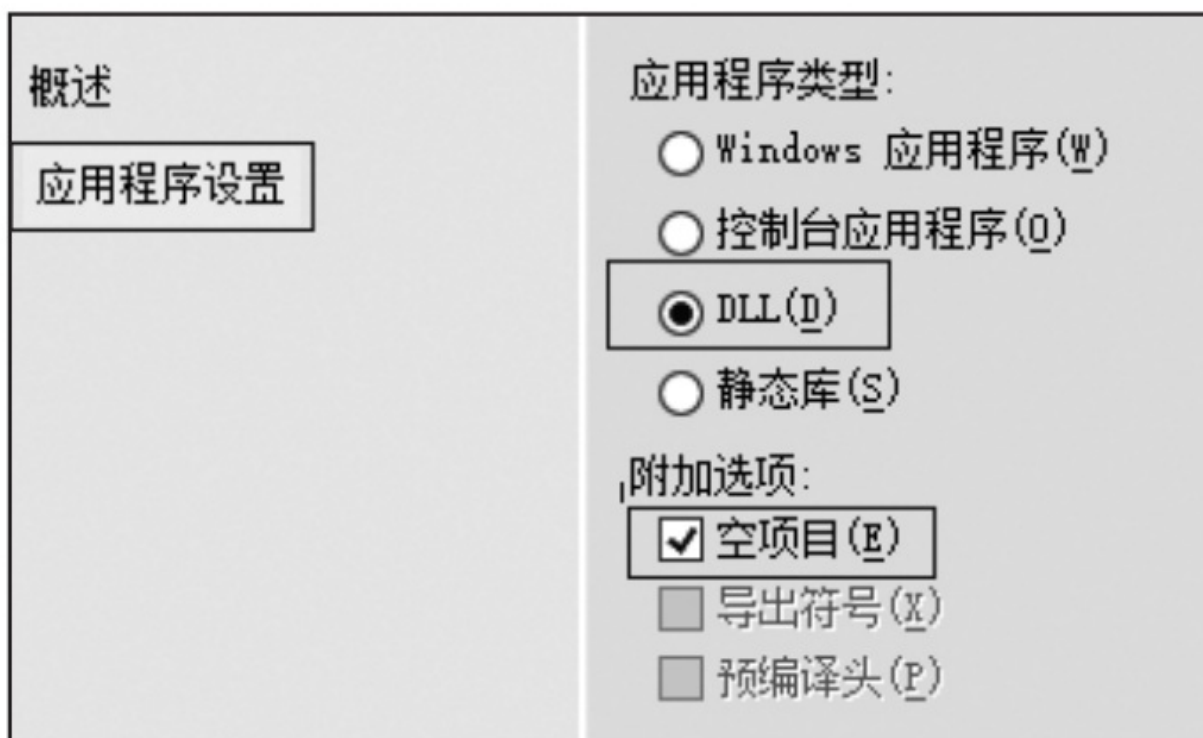 概述
应用程序设置
应用程序类型:
Windows 应用程序(W)
控制台应用程序(O)
DLL(D)
静态库(S)
附加选项:
空项目(E)
导出符号(X)
预编译头(P)